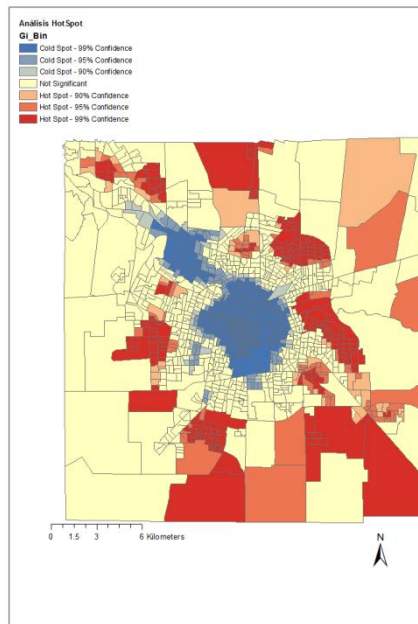 Análisis HotSpot
Gi_Bin
Cold Spot - 99% Confidence
Cold Spot - 95% Confidence
Cold Spot - 90% Confidence
Not Significant
Hot Spot - 90% Confidence
Hot Spot - 95% Confidence
Hot Spot - 99% Confidence
0 1.5 3 6 Kilometers
N